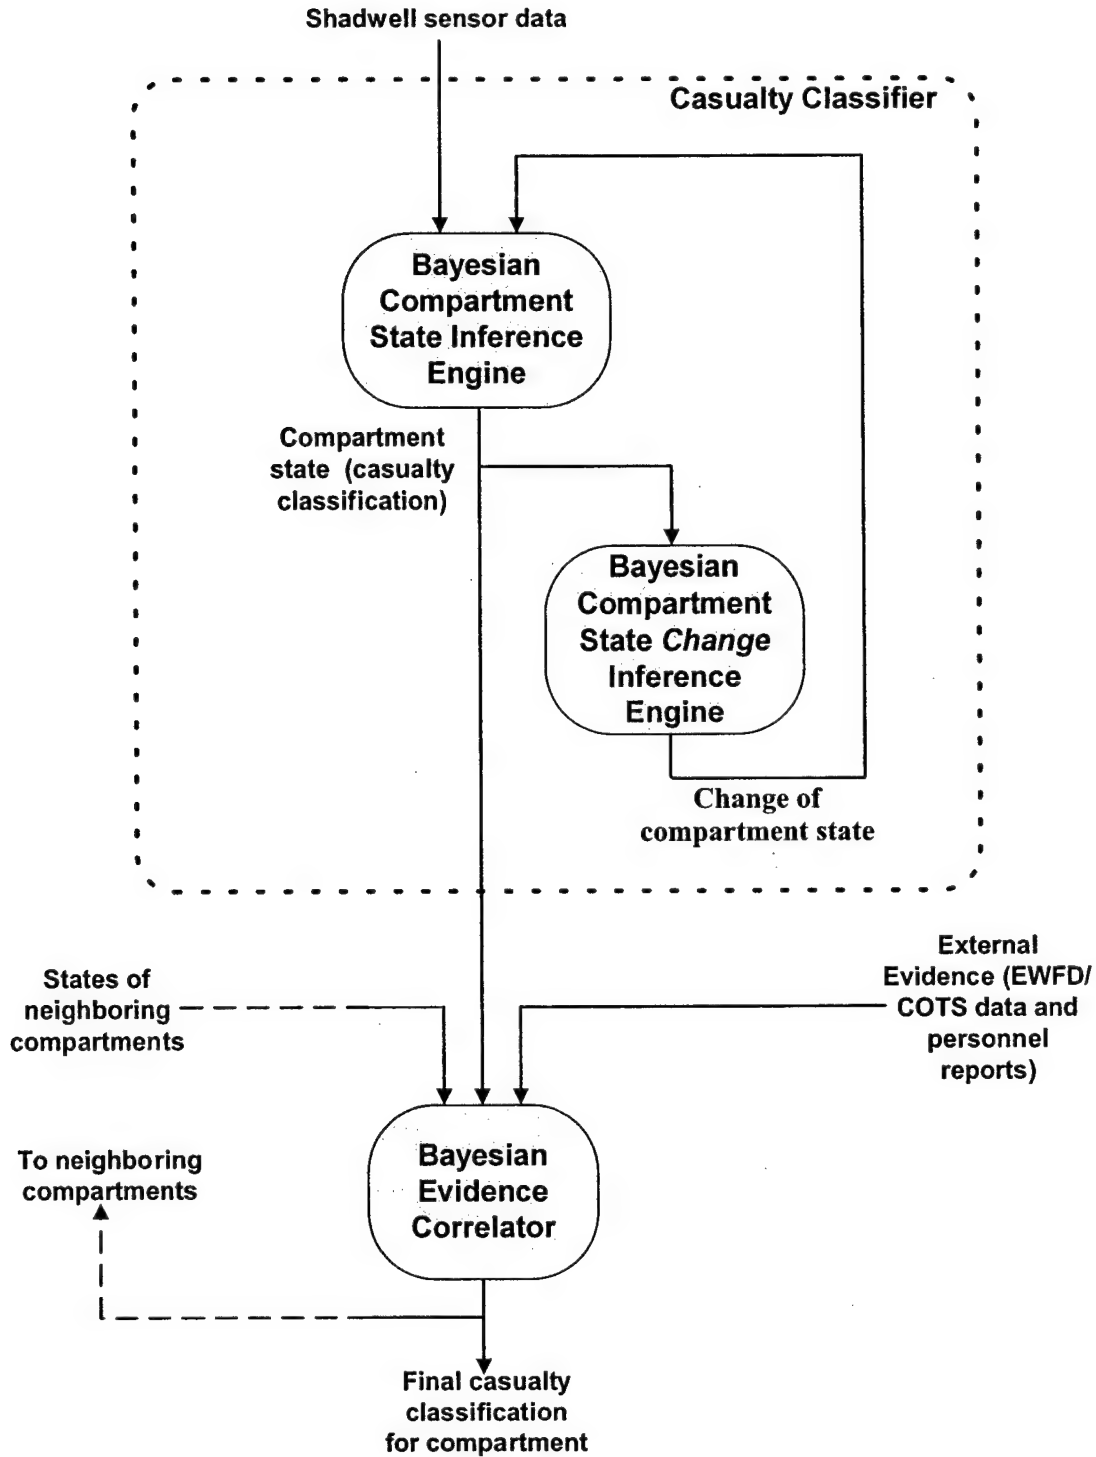 Shadwell sensor data
Casualty Classifier
Bayesian
Compartment
State Inference
Engine
Compartment
state (casualty
classification)
Bayesian
Compartment
State Change
Inference
Engine
Change of
compartment state
States of
neighboring
compartments
External
Evidence (EWFD/
COTS data and
personnel
reports)
Bayesian
Evidence
Correlator
To neighboring
compartments
Final casualty
classification
for compartment